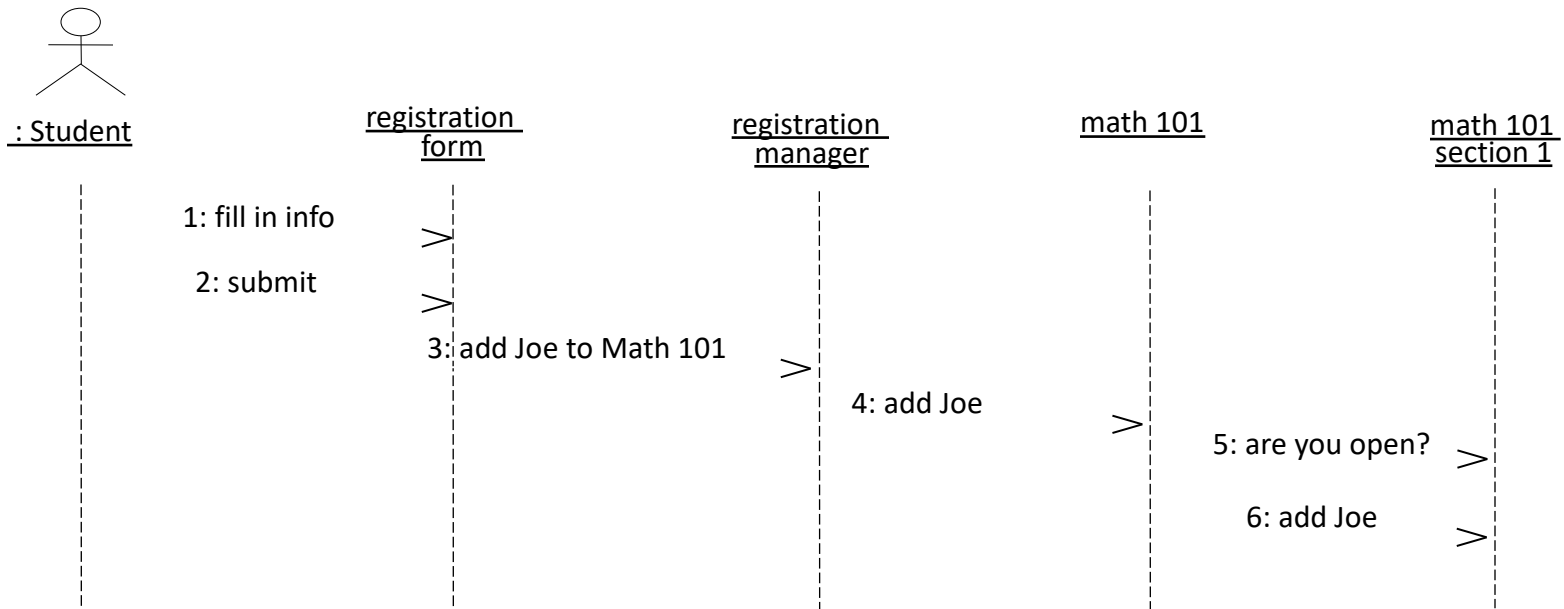 : Student
registration
form
registration
manager
math 101
math 101
section 1
1: fill in info
2: submit
3: add Joe to Math 101
4: add Joe
5: are you open?
6: add Joe